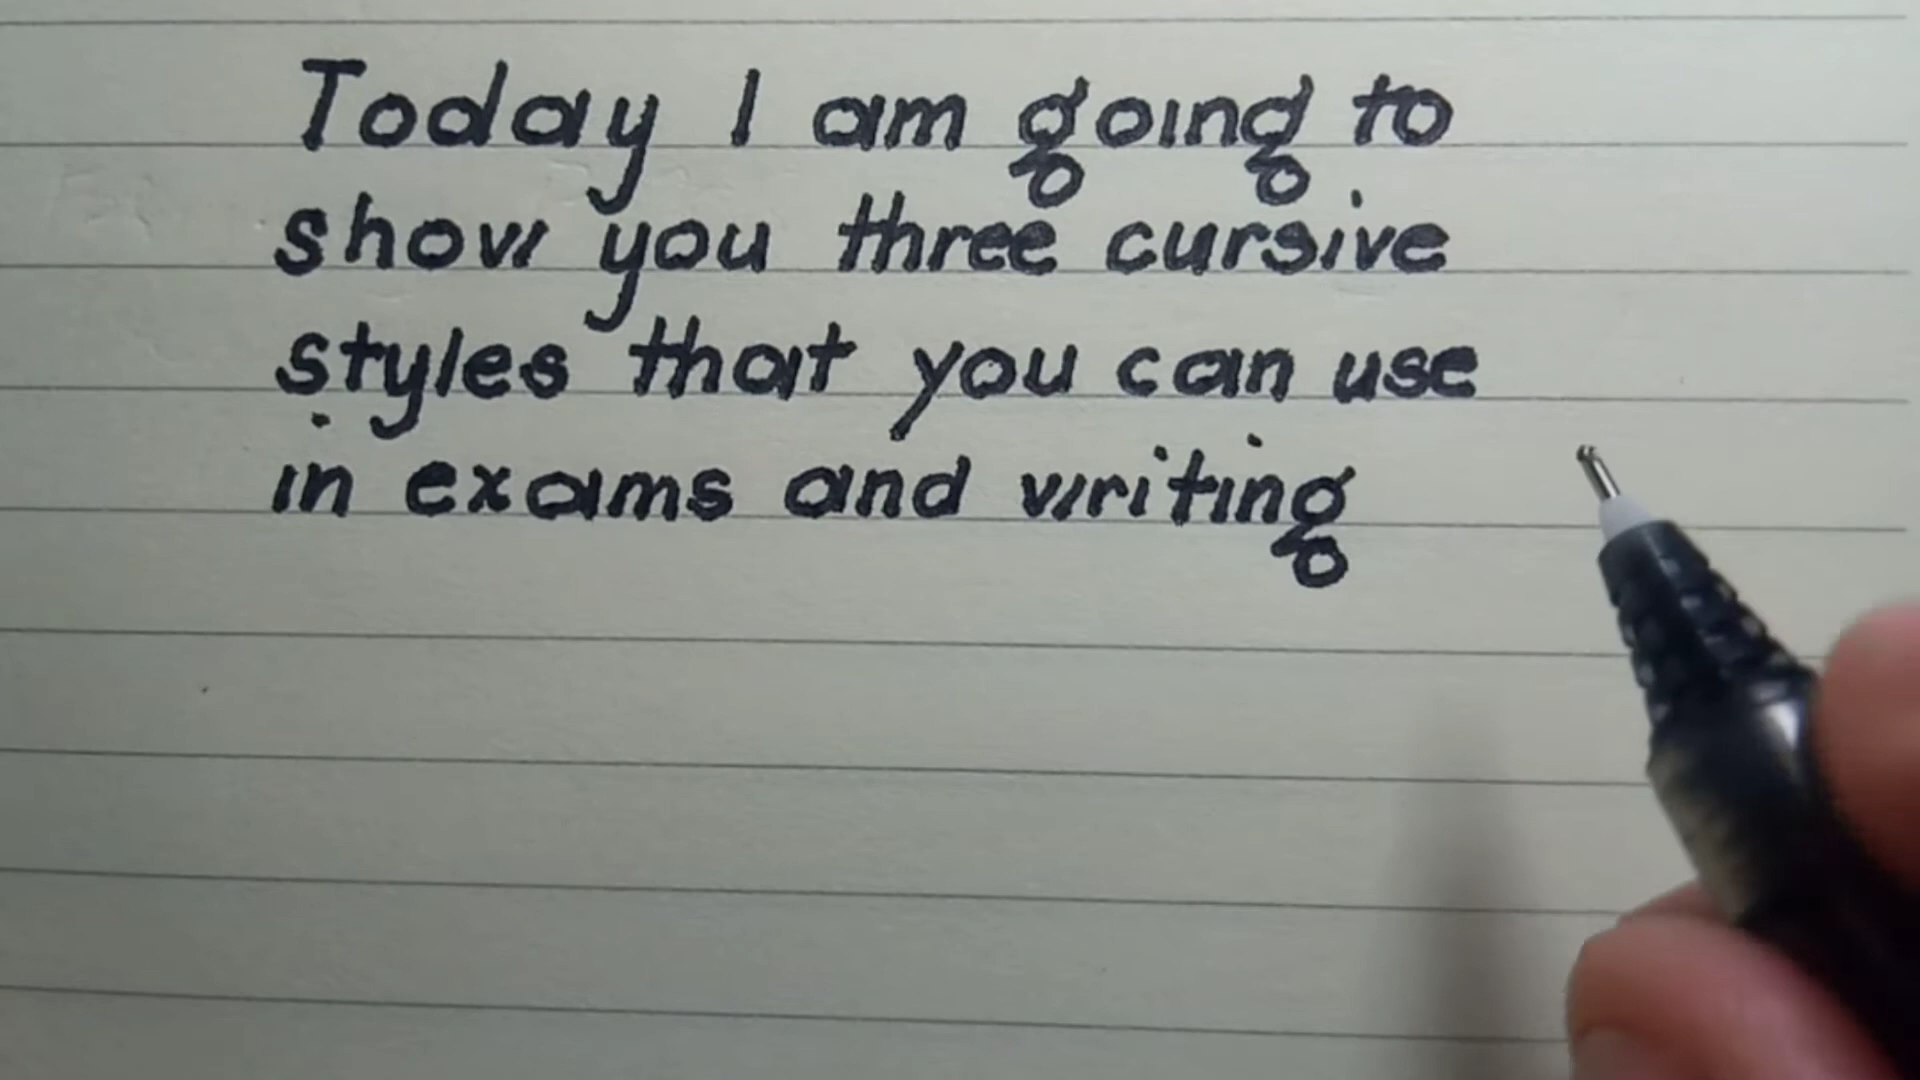 Today I am going to
show you three cursive
styles that you can use
in exams and writing